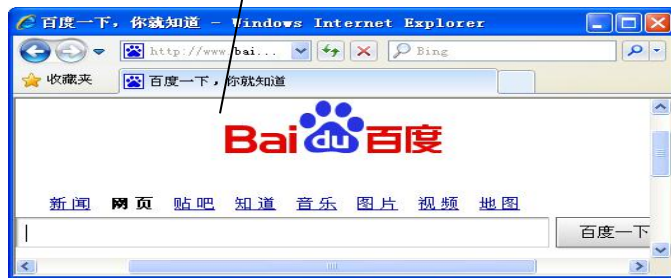 百度一下，你就知道 - Windows Internet Explorer
http://www.bai... Bing
收藏夹 百度一下，你就知道
Bai du 百度
新闻 网页 贴吧 知道 音乐 图片 视频 地图
百度一下